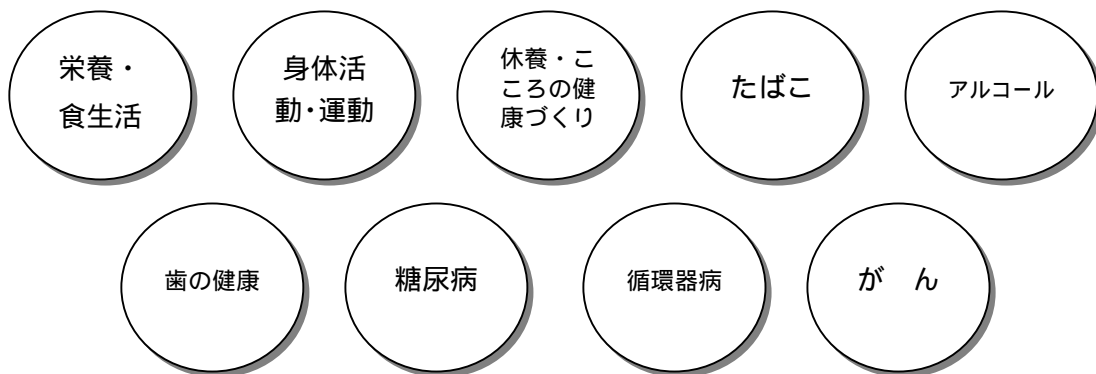 栄養・
食生活
身体活
動・運動
休養・こ
ころの健
康づくり
たばこ
アルコール
歯の健康
糖尿病
循環器病
が　ん